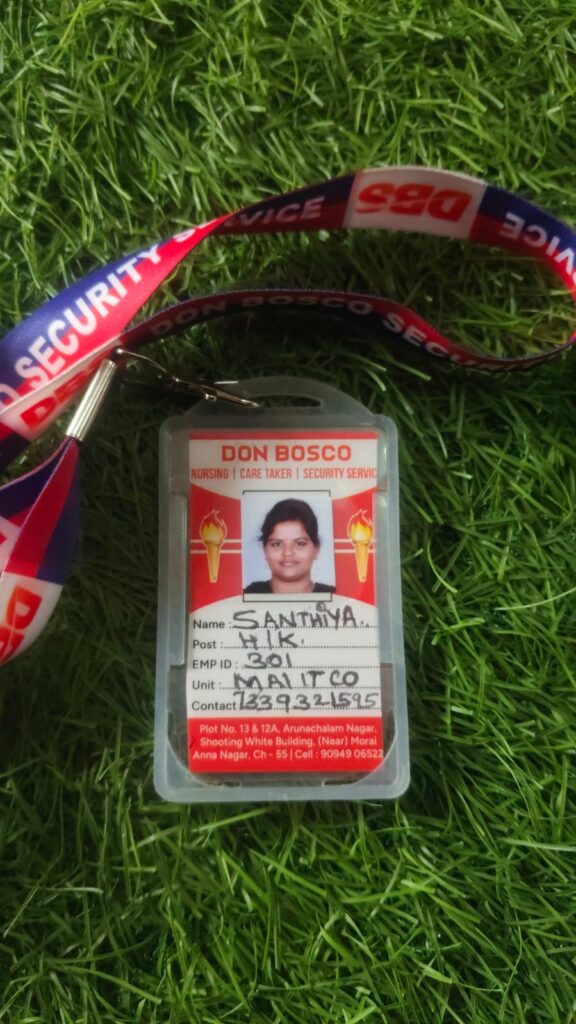 SERVICE
DBS
VICE
O SECURITY
DON BOSCO SECUR
DON BOSCO
NURSING | CARE TAKER | SECURITY SERVIC
Name : SANTHIYA..
Post : H/K.
EMP ID : 301
Unit : MALITCO
Contact 7339321595
Plot No. 13 & 12A, Arunachalam Nagar,
Shooting White Building, (Near) Morai
Anna Nagar, Ch - 55 | Cell : 90949 06522